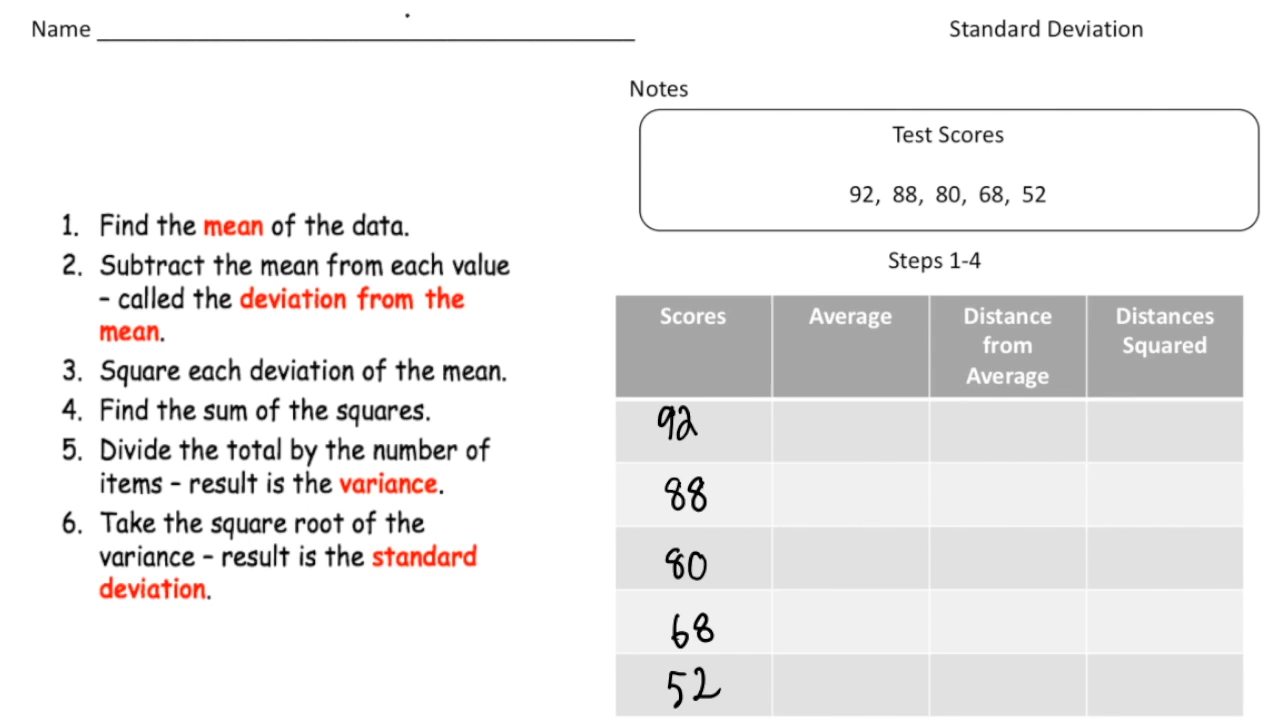 Name
Standard Deviation
Notes
Test Scores
92, 88, 80, 68, 52
1. Find the mean of the data.
2. Subtract the mean from each value
– called the deviation from the
mean.
3. Square each deviation of the mean.
4. Find the sum of the squares.
5. Divide the total by the number of
items – result is the variance.
6. Take the square root of the
variance – result is the standard
deviation.
Steps 1-4
Scores Average Distance from Average Distances Squared
92
88
80
68
52